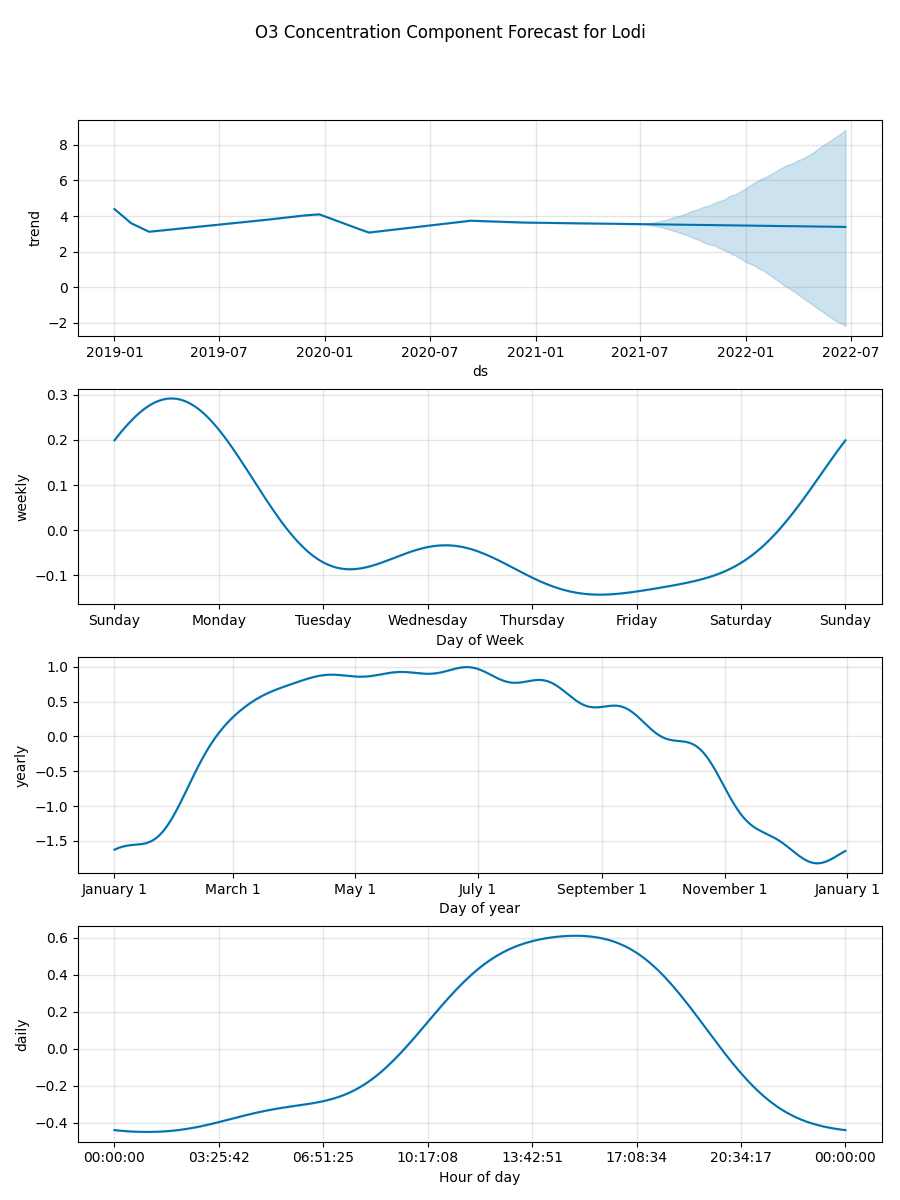 O3 Concentration Component Forecast for Lodi
8
6
4
2
0
−2
trend
2019-01 2019-07 2020-01 2020-07 2021-01 2021-07 2022-01 2022-07
ds
0.3
0.2
0.1
0.0
−0.1
weekly
Sunday Monday Tuesday Wednesday Thursday Friday Saturday Sunday
Day of Week
1.0
0.5
0.0
−0.5
−1.0
−1.5
yearly
January 1 March 1 May 1 July 1 September 1 November 1 January 1
Day of year
0.6
0.4
0.2
0.0
−0.2
−0.4
daily
00:00:00 03:25:42 06:51:25 10:17:08 13:42:51 17:08:34 20:34:17 00:00:00
Hour of day